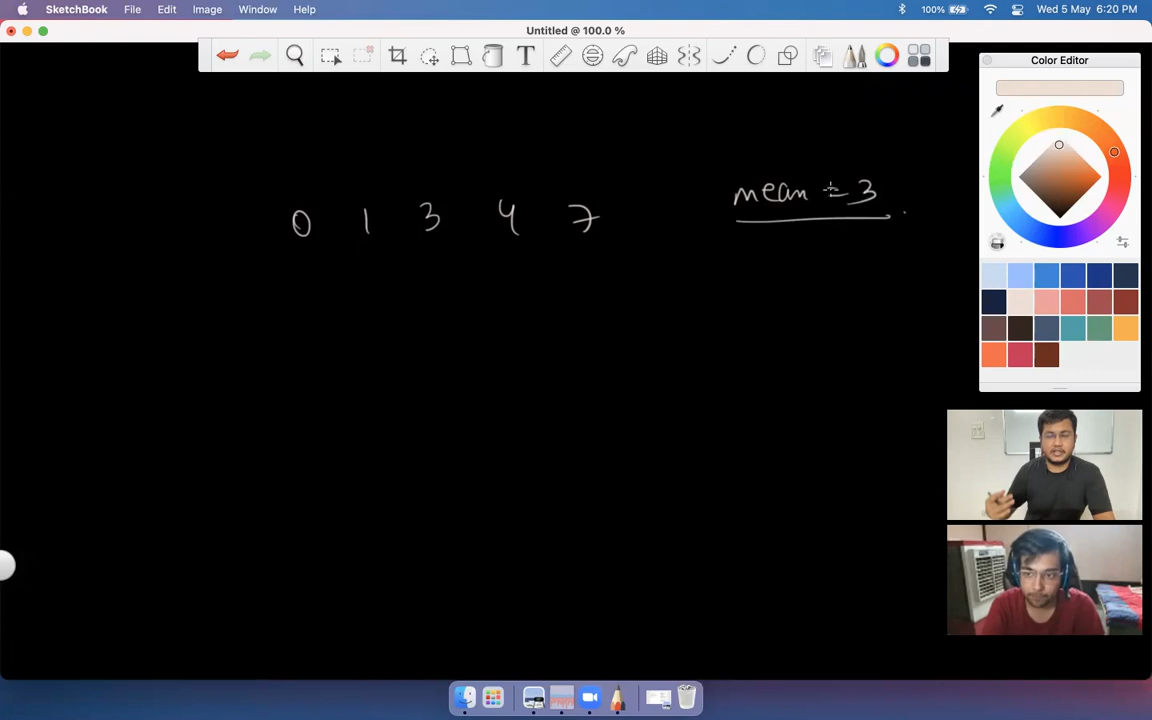 SketchBook File Edit Image Window Help 100% Wed 5 May 6:20 PM
Untitled @ 100.0 %
Color Editor
mean = 3
0 1 3 4 7